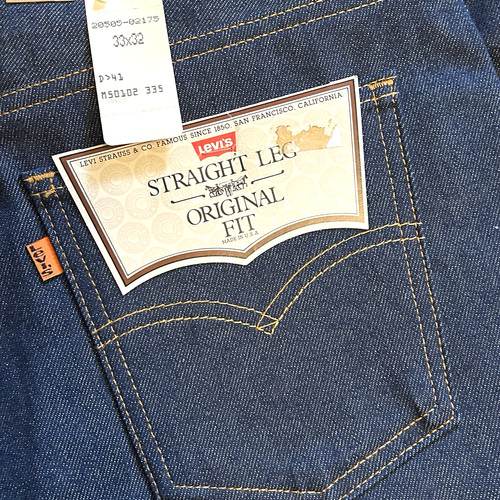 20505-02175
33x32
D>41
M50102 335
LEVI STRAUSS & CO. FAMOUS SINCE 1850. SAN FRANCISCO, CALIFORNIA
Levi's
STRAIGHT LEG
ORIGINAL
FIT
MADE IN U.S.A
Levi's